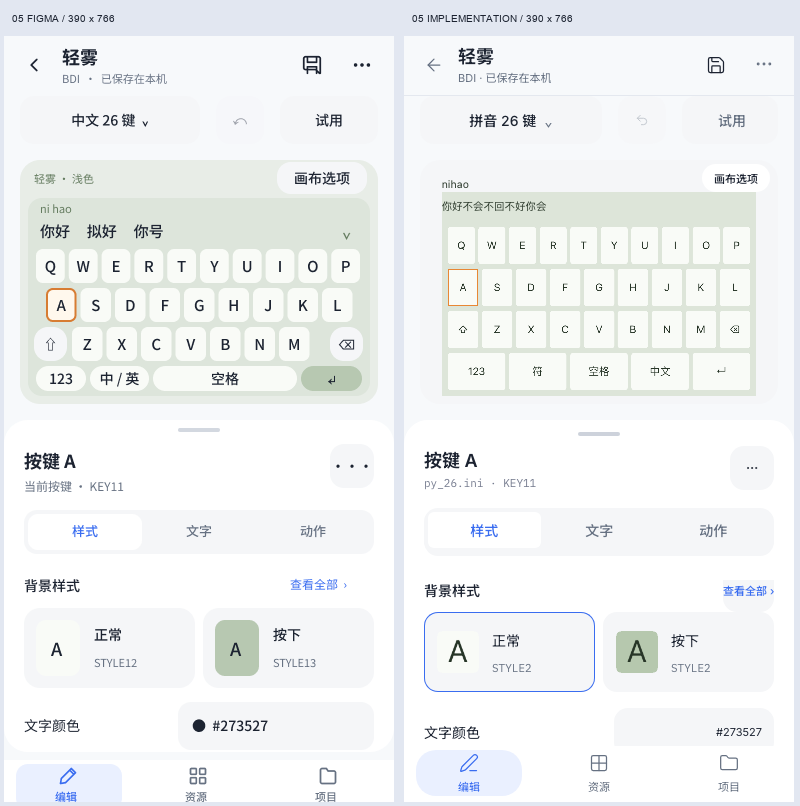 05 FIGMA / 390 x 766
轻雾
BDI • 已保存在本机
中文 26 键
试用
轻雾 • 浅色
画布选项
ni hao
你好 拟好 你号
Q W E R T Y U I O P
A S D F G H J K L
Z X C V B N M
123 中 / 英 空格
按键 A
当前按键 • KEY11
样式 文字 动作
背景样式
查看全部 ›
A 正常
STYLE12
A 按下
STYLE13
文字颜色
#273527
编辑 资源 项目
05 IMPLEMENTATION / 390 x 766
轻雾
BDI · 已保存在本机
拼音 26 键
试用
画布选项
nihao
你好不会不回不好你会
Q W E R T Y U I O P
A S D F G H J K L
Z X C V B N M
123 符 空格 中文
按键 A
py_26.ini · KEY11
样式 文字 动作
背景样式
查看全部 ›
A 正常
STYLE2
A 按下
STYLE2
文字颜色
#273527
编辑 资源 项目